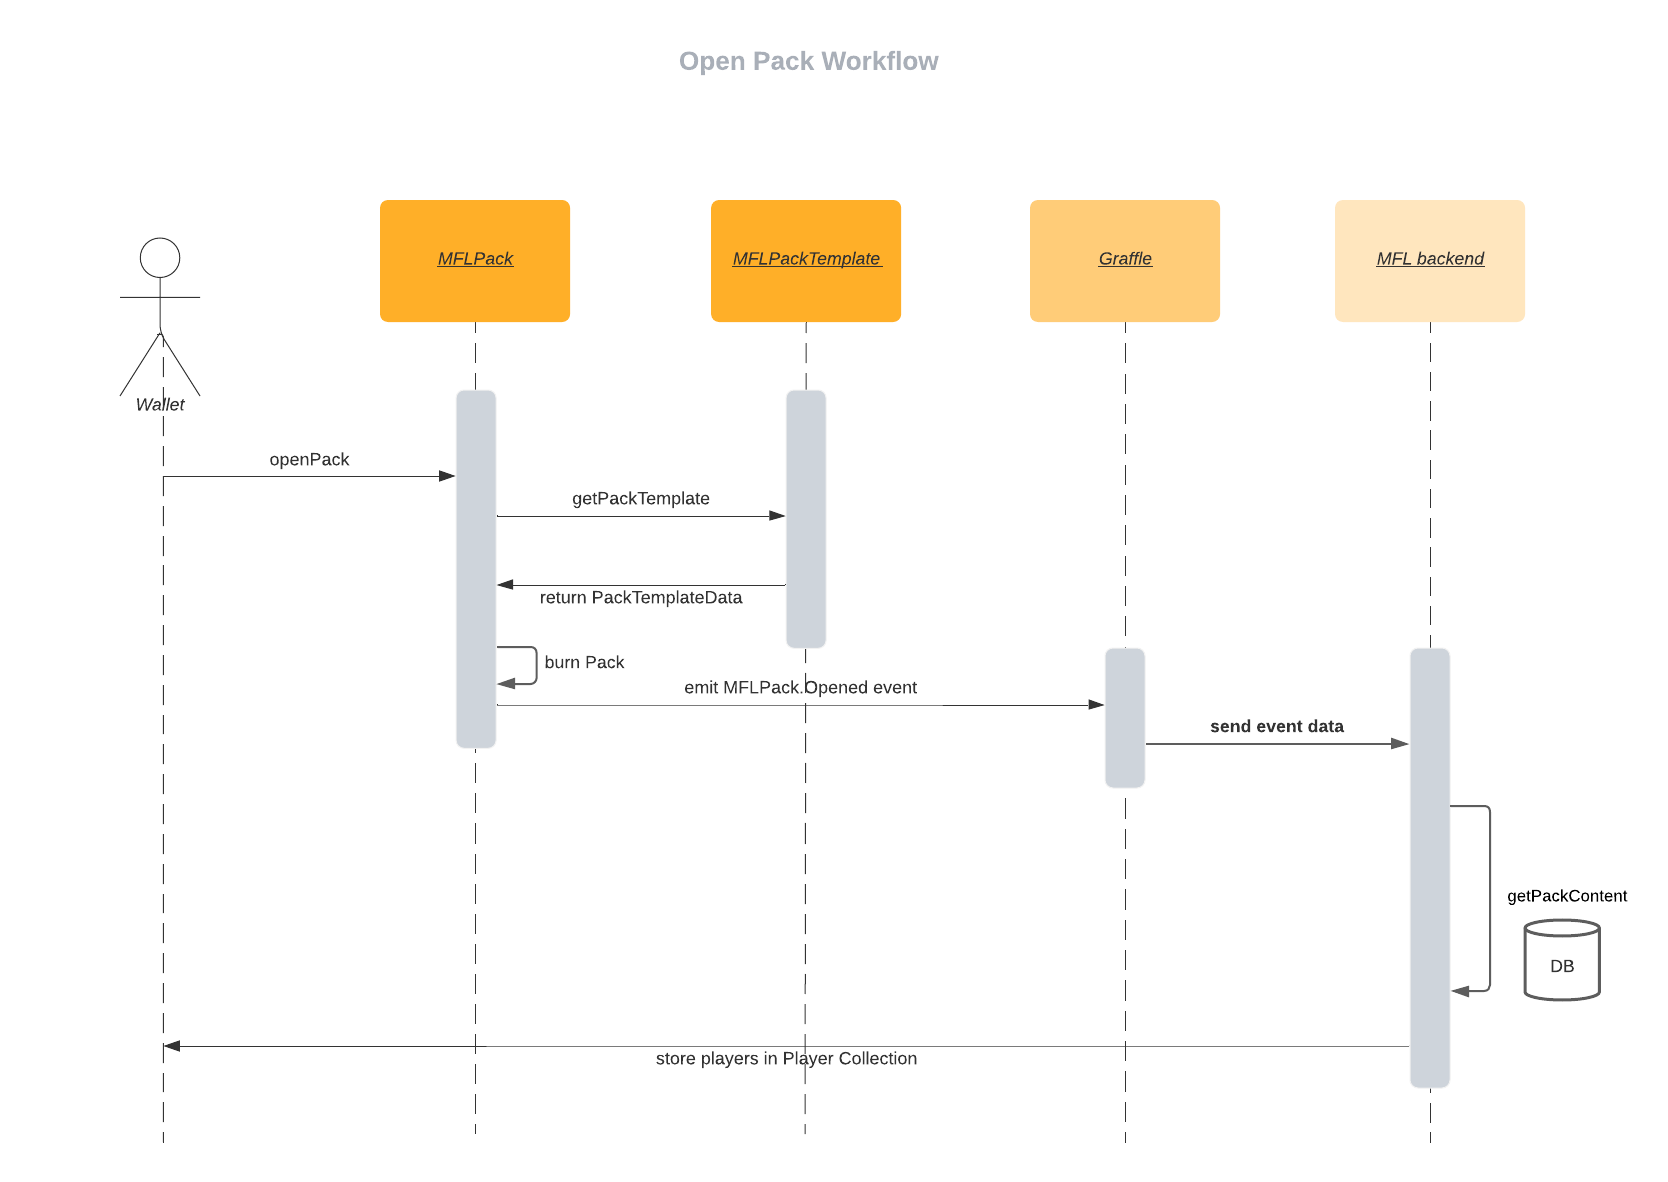 Open Pack Workflow
MFLPack
MFLPackTemplate
Graffle
MFL backend
Wallet
openPack
getPackTemplate
return PackTemplateData
burn Pack
emit MFLPack.Opened event
send event data
getPackContent
DB
store players in Player Collection